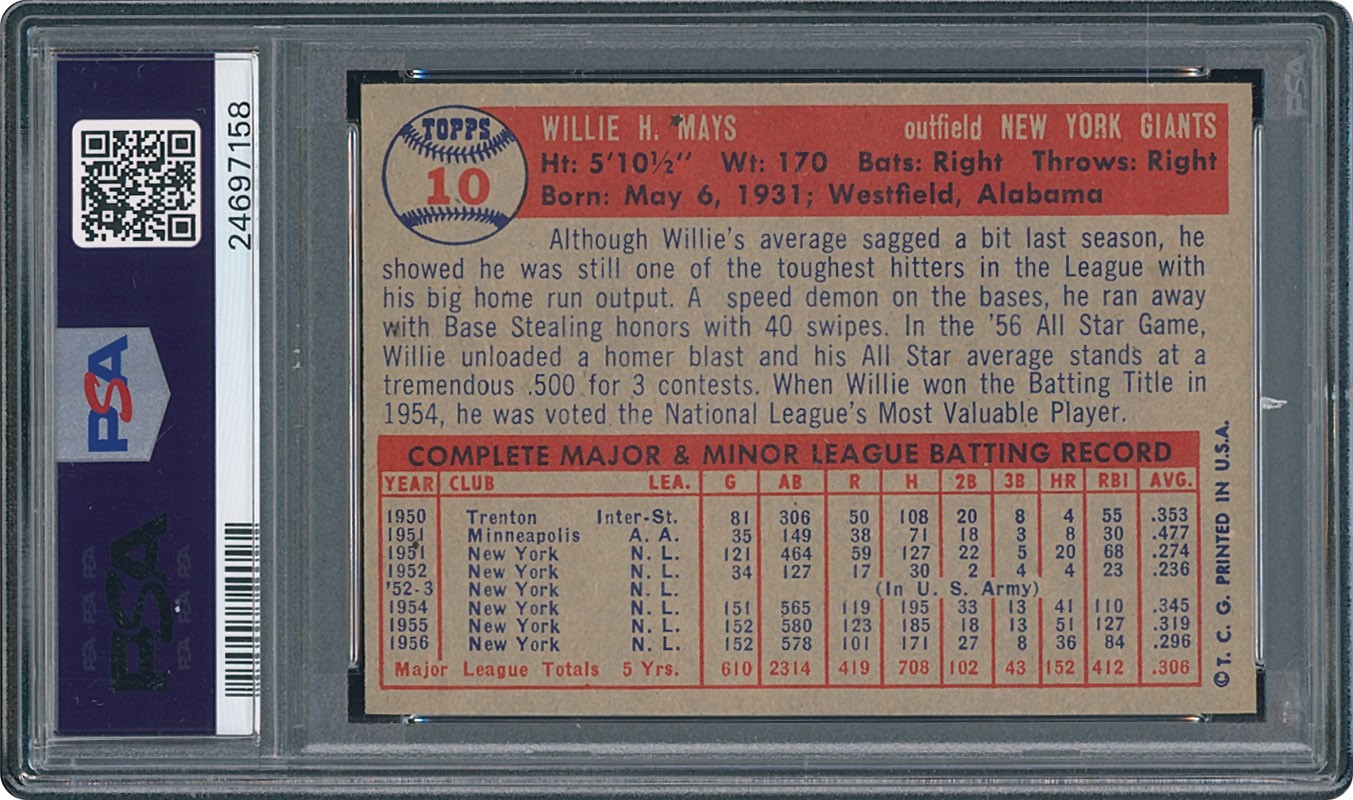 24697158
PSA
PSA
PSA
TOPPS
10
WILLIE H. MAYS outfield NEW YORK GIANTS
Ht: 5'10½" Wt: 170 Bats: Right Throws: Right
Born: May 6, 1931; Westfield, Alabama
Although Willie's average sagged a bit last season, he
showed he was still one of the toughest hitters in the League with
his big home run output. A speed demon on the bases, he ran away
with Base Stealing honors with 40 swipes. In the '56 All Star Game,
Willie unloaded a homer blast and his All Star average stands at a
tremendous .500 for 3 contests. When Willie won the Batting Title in
1954, he was voted the National League's Most Valuable Player.
COMPLETE MAJOR & MINOR LEAGUE BATTING RECORD
YEAR CLUB LEA. G AB R H 2B 3B HR RBI AVG.
1950 Trenton Inter-St. 81 306 50 108 20 8 4 55 .353
1951 Minneapolis A. A. 35 149 38 71 18 3 8 30 .477
1951 New York N. L. 121 464 59 127 22 5 20 68 .274
1952 New York N. L. 34 127 17 30 2 4 4 23 .236
'52-3 New York N. L. (In U. S. Army)
1954 New York N. L. 151 565 119 195 33 13 41 110 .345
1955 New York N. L. 152 580 123 185 18 13 51 127 .319
1956 New York N. L. 152 578 101 171 27 8 36 84 .296
Major League Totals 5 Yrs. 610 2314 419 708 102 43 152 412 .306
© T. C. G. PRINTED IN U.S.A.